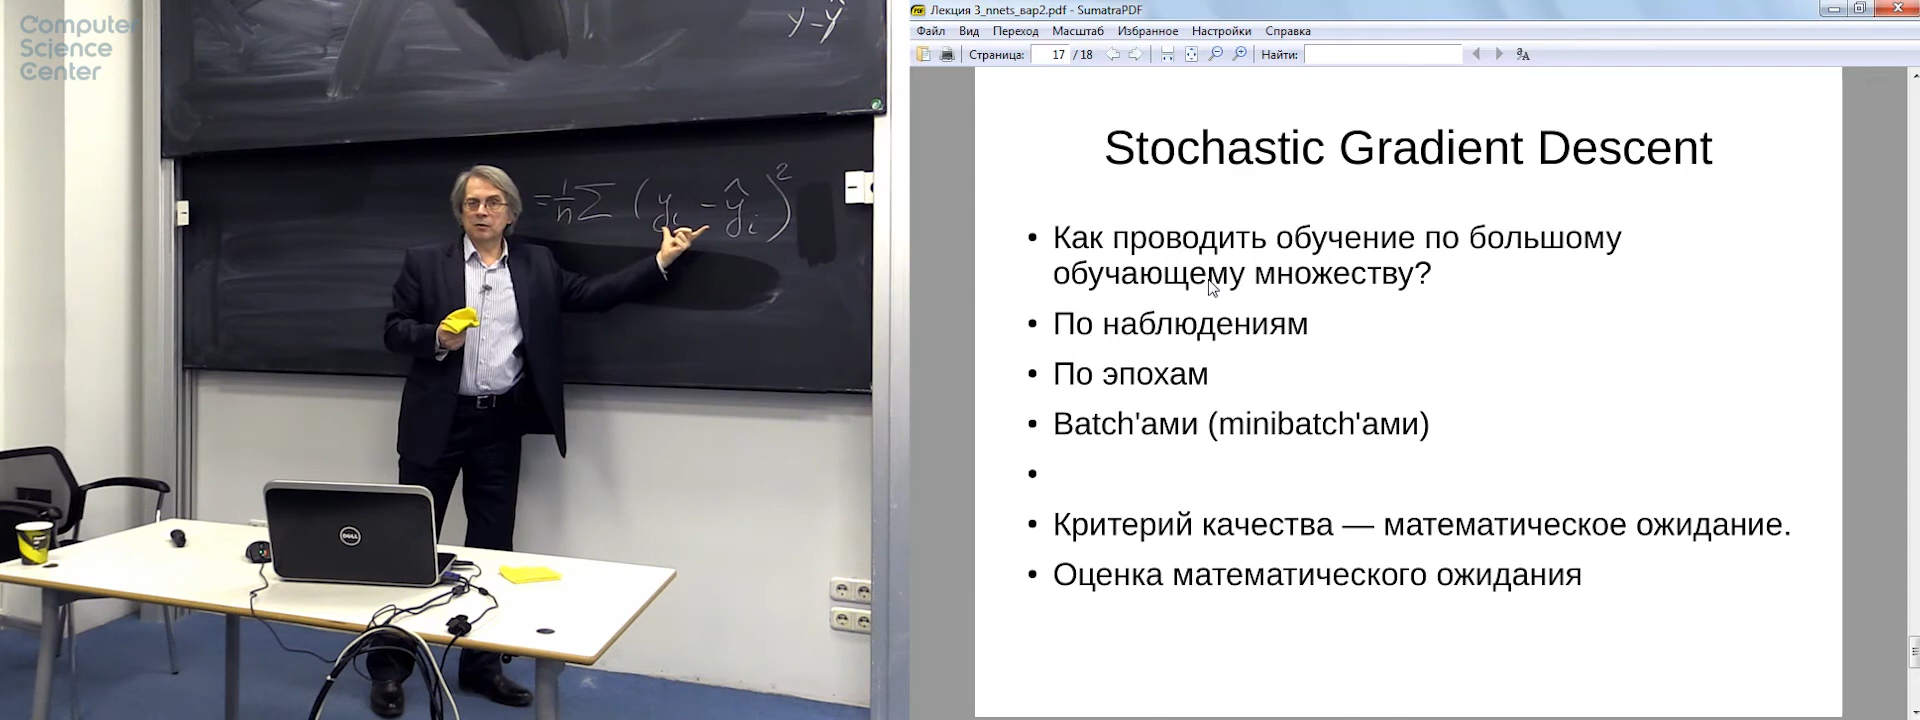 Computer
Science
Center
y - ŷ
= 1/n Σ (y_i - ŷ_i)²
DELL
Лекция 3_nnets_вар2.pdf - SumatraPDF
Файл Вид Переход Масштаб Избранное Настройки Справка
Страница: 17 / 18 Найти:
Stochastic Gradient Descent
• Как проводить обучение по большому
обучающему множеству?
• По наблюдениям
• По эпохам
• Batch'ами (minibatch'ами)
•
• Критерий качества — математическое ожидание.
• Оценка математического ожидания